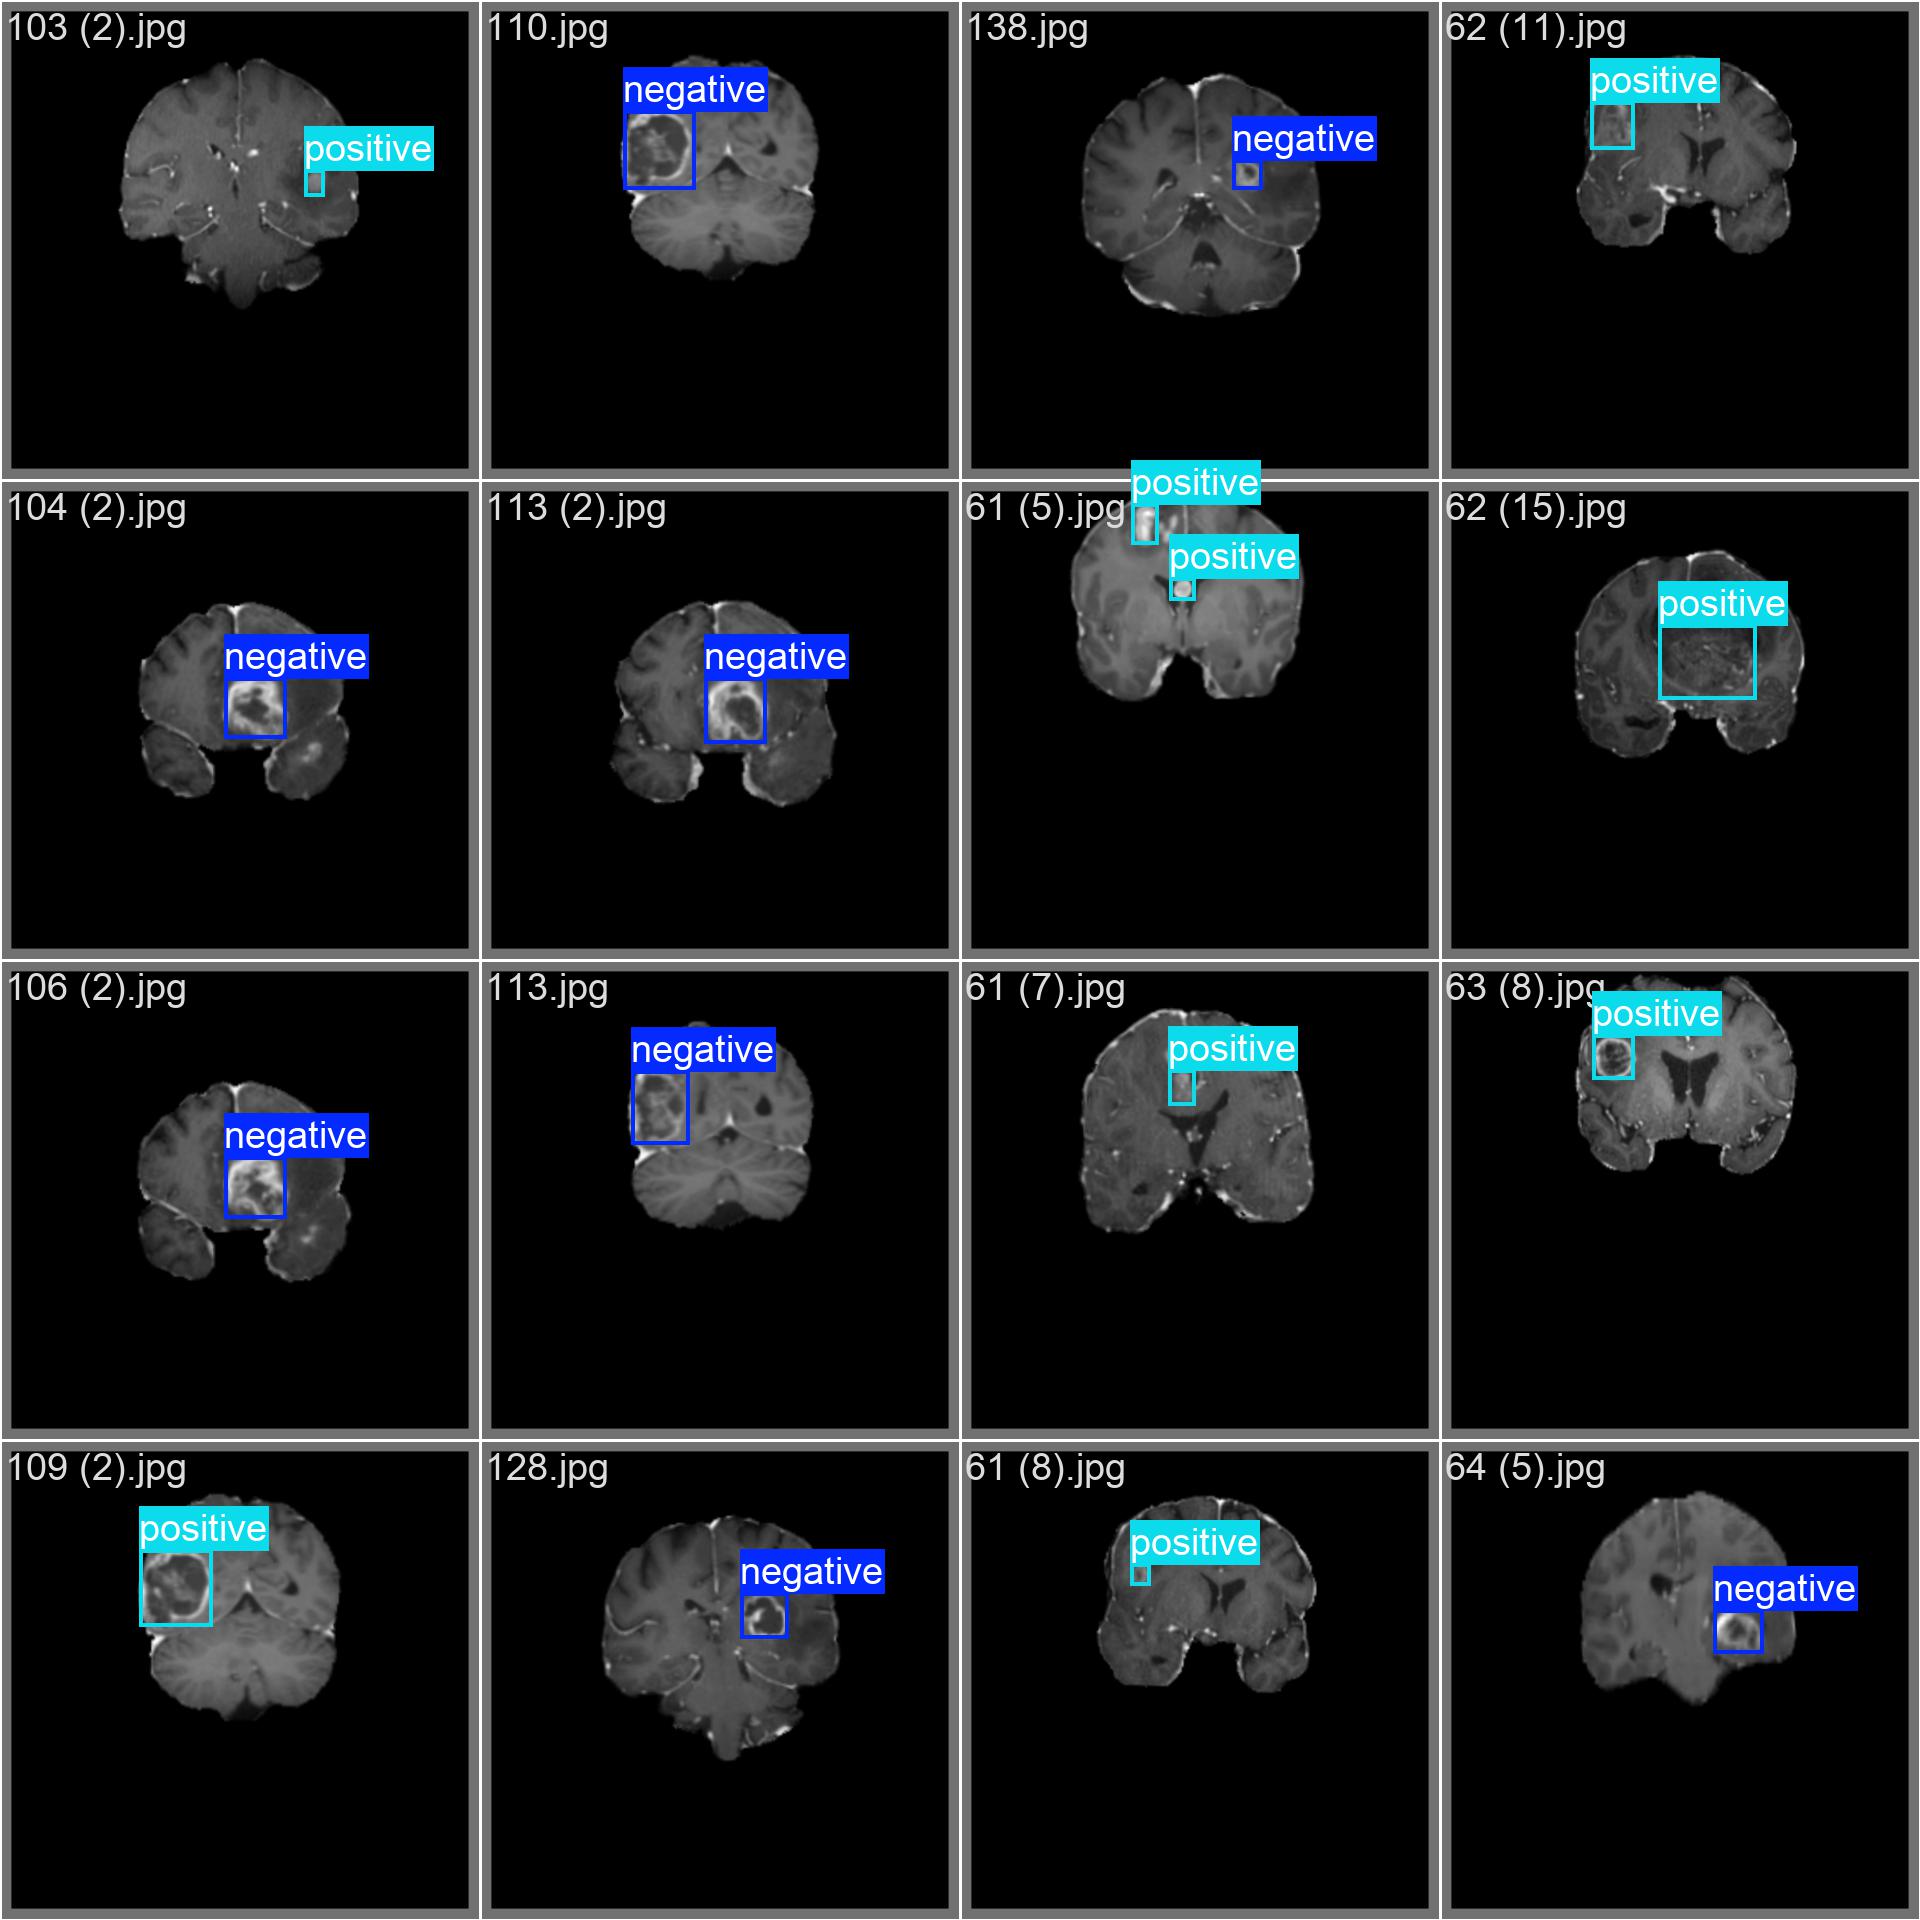 103 (2).jpg
positive
110.jpg
negative
138.jpg
negative
62 (11).jpg
positive
104 (2).jpg
negative
113 (2).jpg
negative
61 (5).jpg
positive
positive
62 (15).jpg
positive
106 (2).jpg
negative
113.jpg
negative
61 (7).jpg
positive
63 (8).jpg
positive
109 (2).jpg
positive
128.jpg
negative
61 (8).jpg
positive
64 (5).jpg
negative